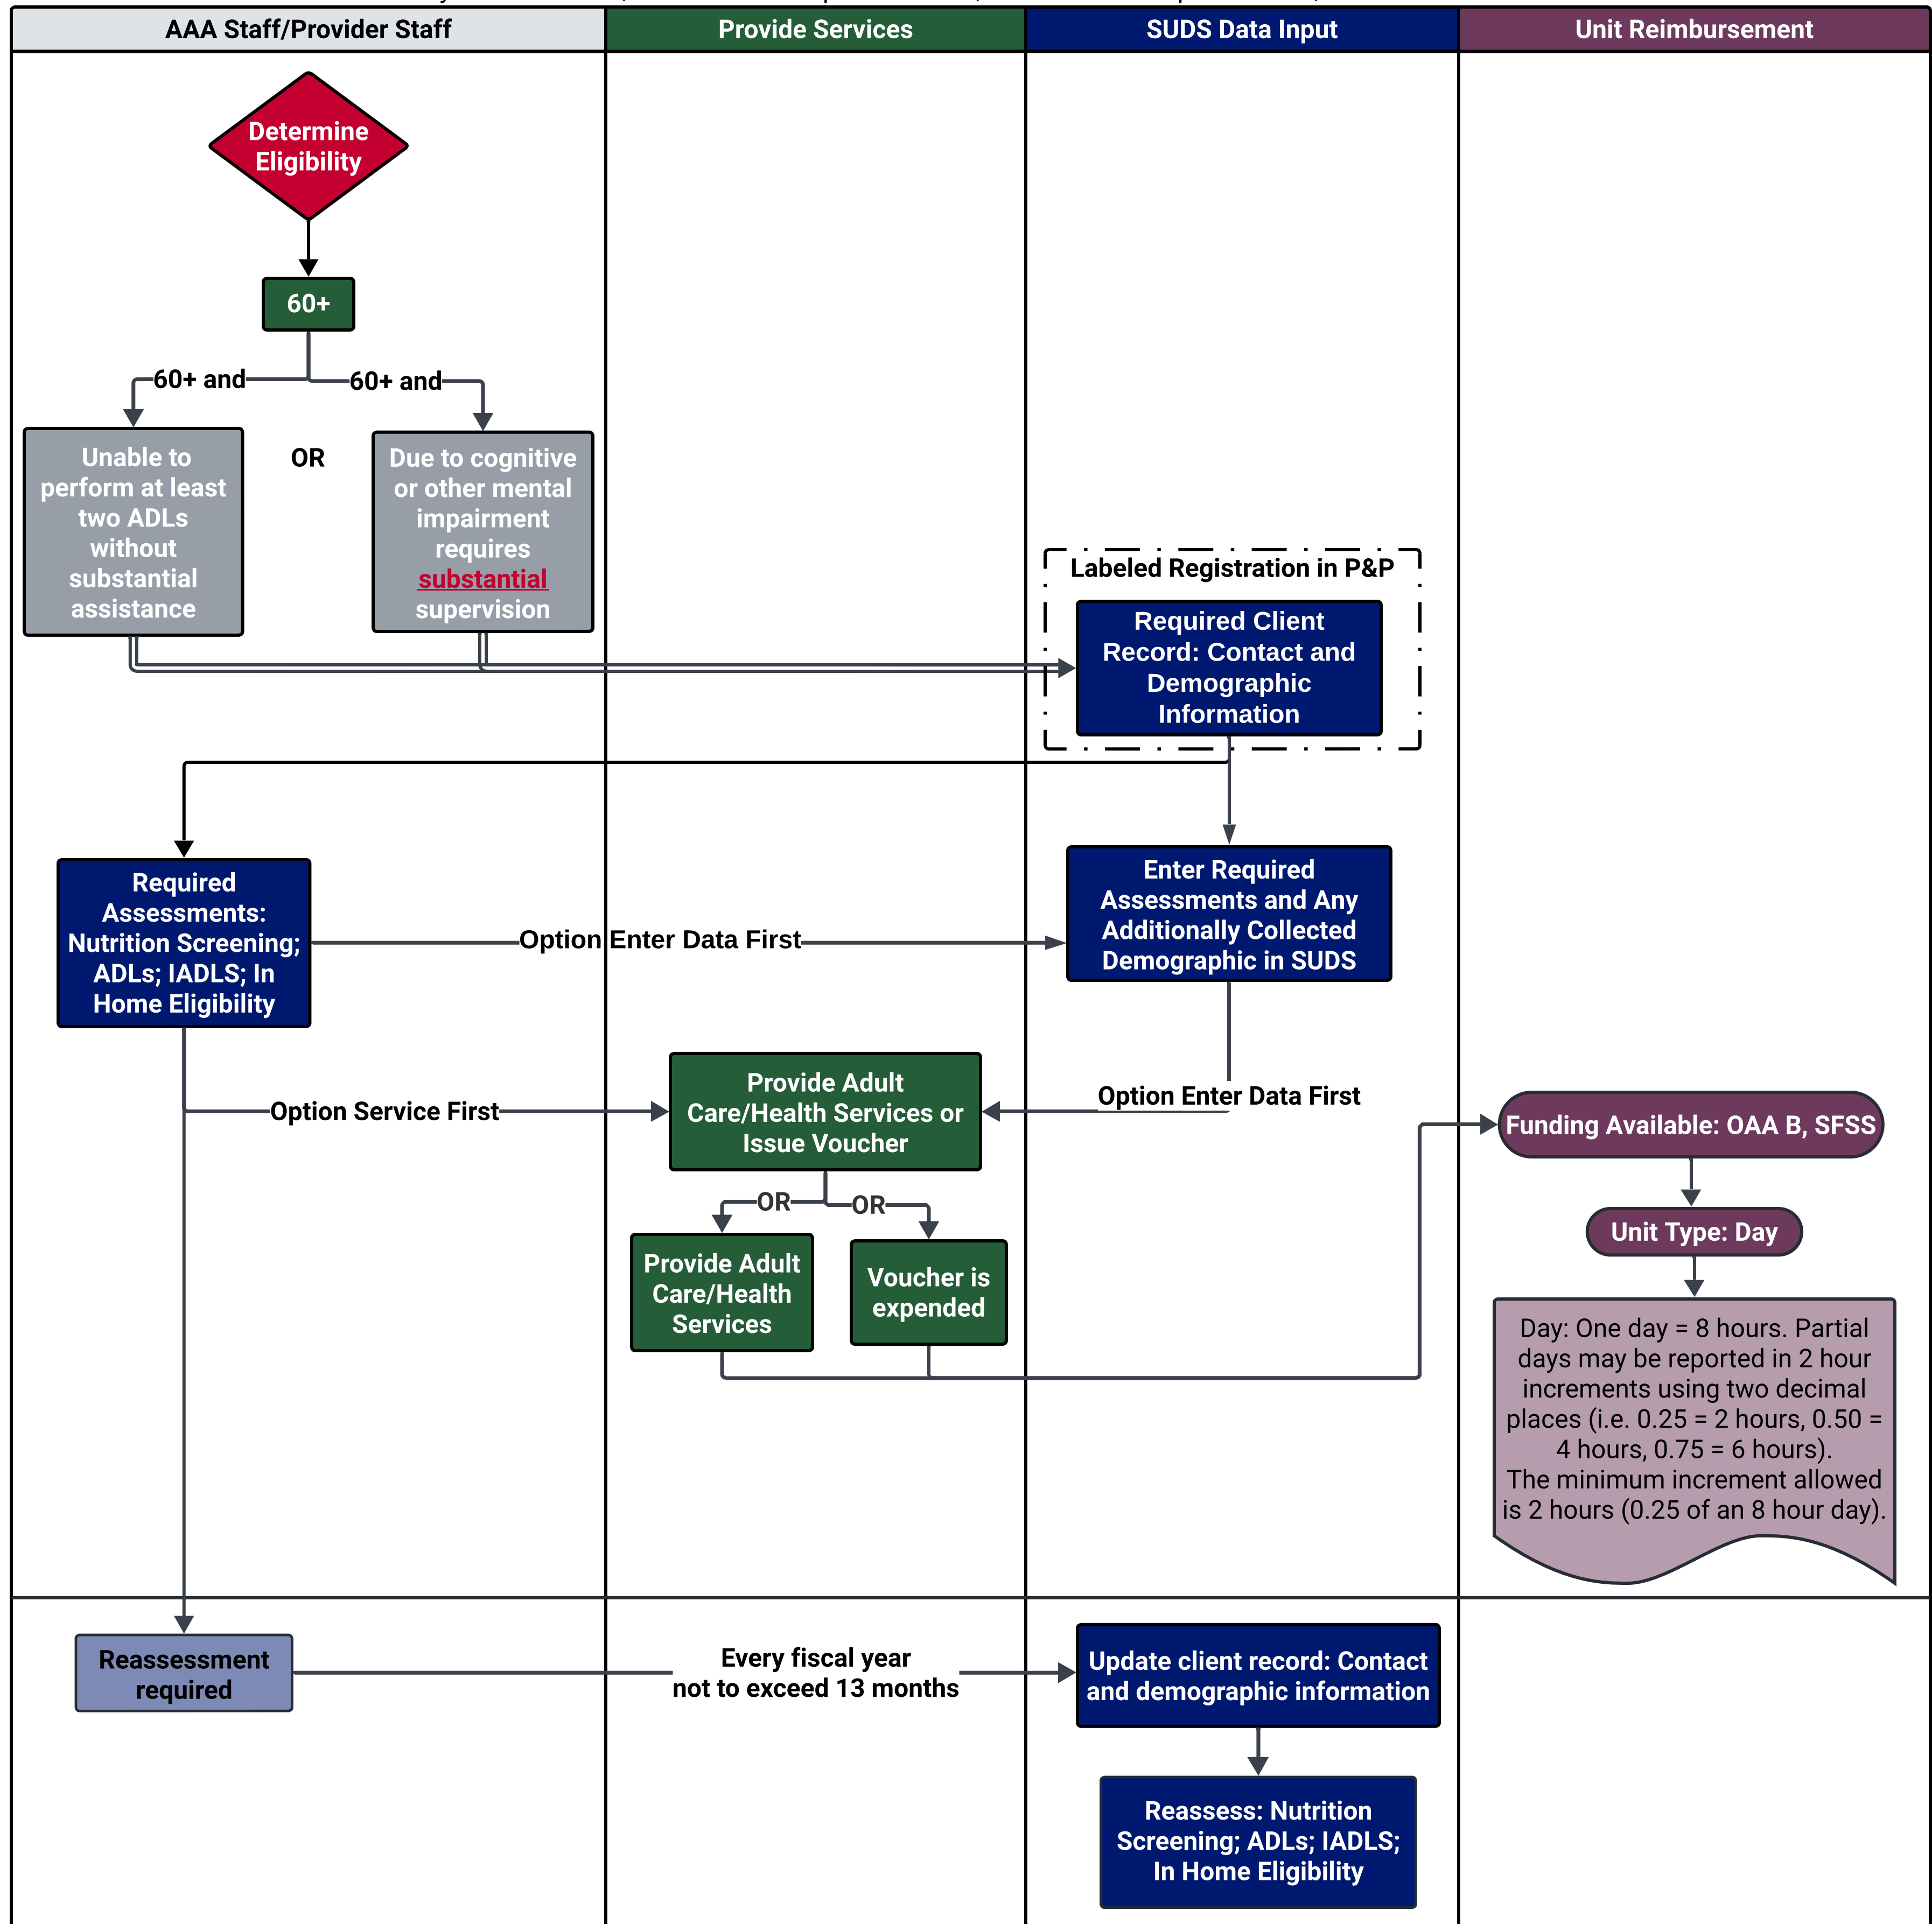 AAA Staff/Provider Staff
Provide Services
SUDS Data Input
Unit Reimbursement
Determine
Eligibility
60+
60+ and
60+ and
Unable to
perform at least
two ADLs
without
substantial
assistance
OR
Due to cognitive
or other mental
impairment
requires
substantial
supervision
Labeled Registration in P&P
Required Client
Record: Contact and
Demographic
Information
Required
Assessments:
Nutrition Screening;
ADLs; IADLS; In
Home Eligibility
Option Enter Data First
Enter Required
Assessments and Any
Additionally Collected
Demographic in SUDS
Option Service First
Provide Adult
Care/Health Services or
Issue Voucher
Option Enter Data First
OR
OR
Provide Adult
Care/Health
Services
Voucher is
expended
Funding Available: OAA B, SFSS
Unit Type: Day
Day: One day = 8 hours. Partial
days may be reported in 2 hour
increments using two decimal
places (i.e. 0.25 = 2 hours, 0.50 =
4 hours, 0.75 = 6 hours).
The minimum increment allowed
is 2 hours (0.25 of an 8 hour day).
Reassessment
required
Every fiscal year
not to exceed 13 months
Update client record: Contact
and demographic information
Reassess: Nutrition
Screening; ADLs; IADLS;
In Home Eligibility